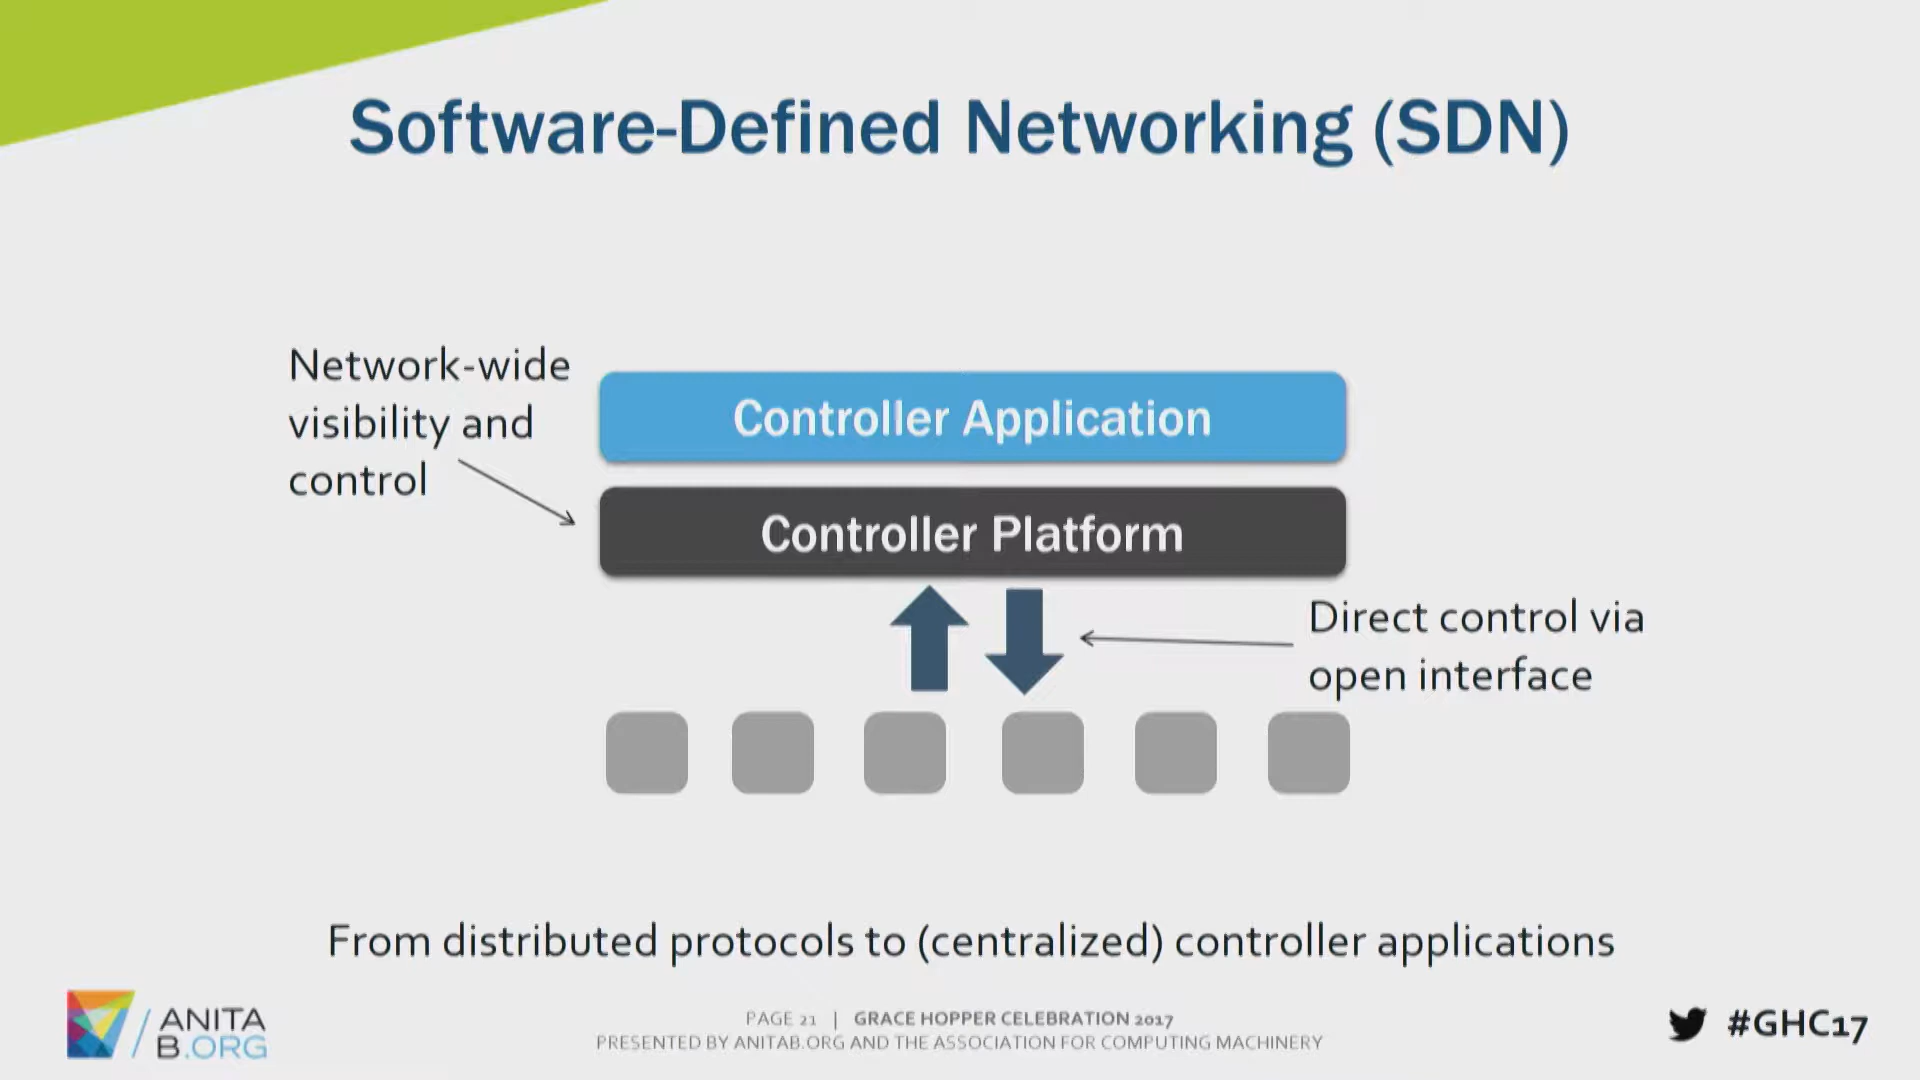 Software-Defined Networking (SDN)
Network-wide
visibility and
control
Controller Application
Controller Platform
Direct control via
open interface
From distributed protocols to (centralized) controller applications
ANITA
B.ORG
PAGE 21 | GRACE HOPPER CELEBRATION 2017
PRESENTED BY ANITAB.ORG AND THE ASSOCIATION FOR COMPUTING MACHINERY
#GHC17